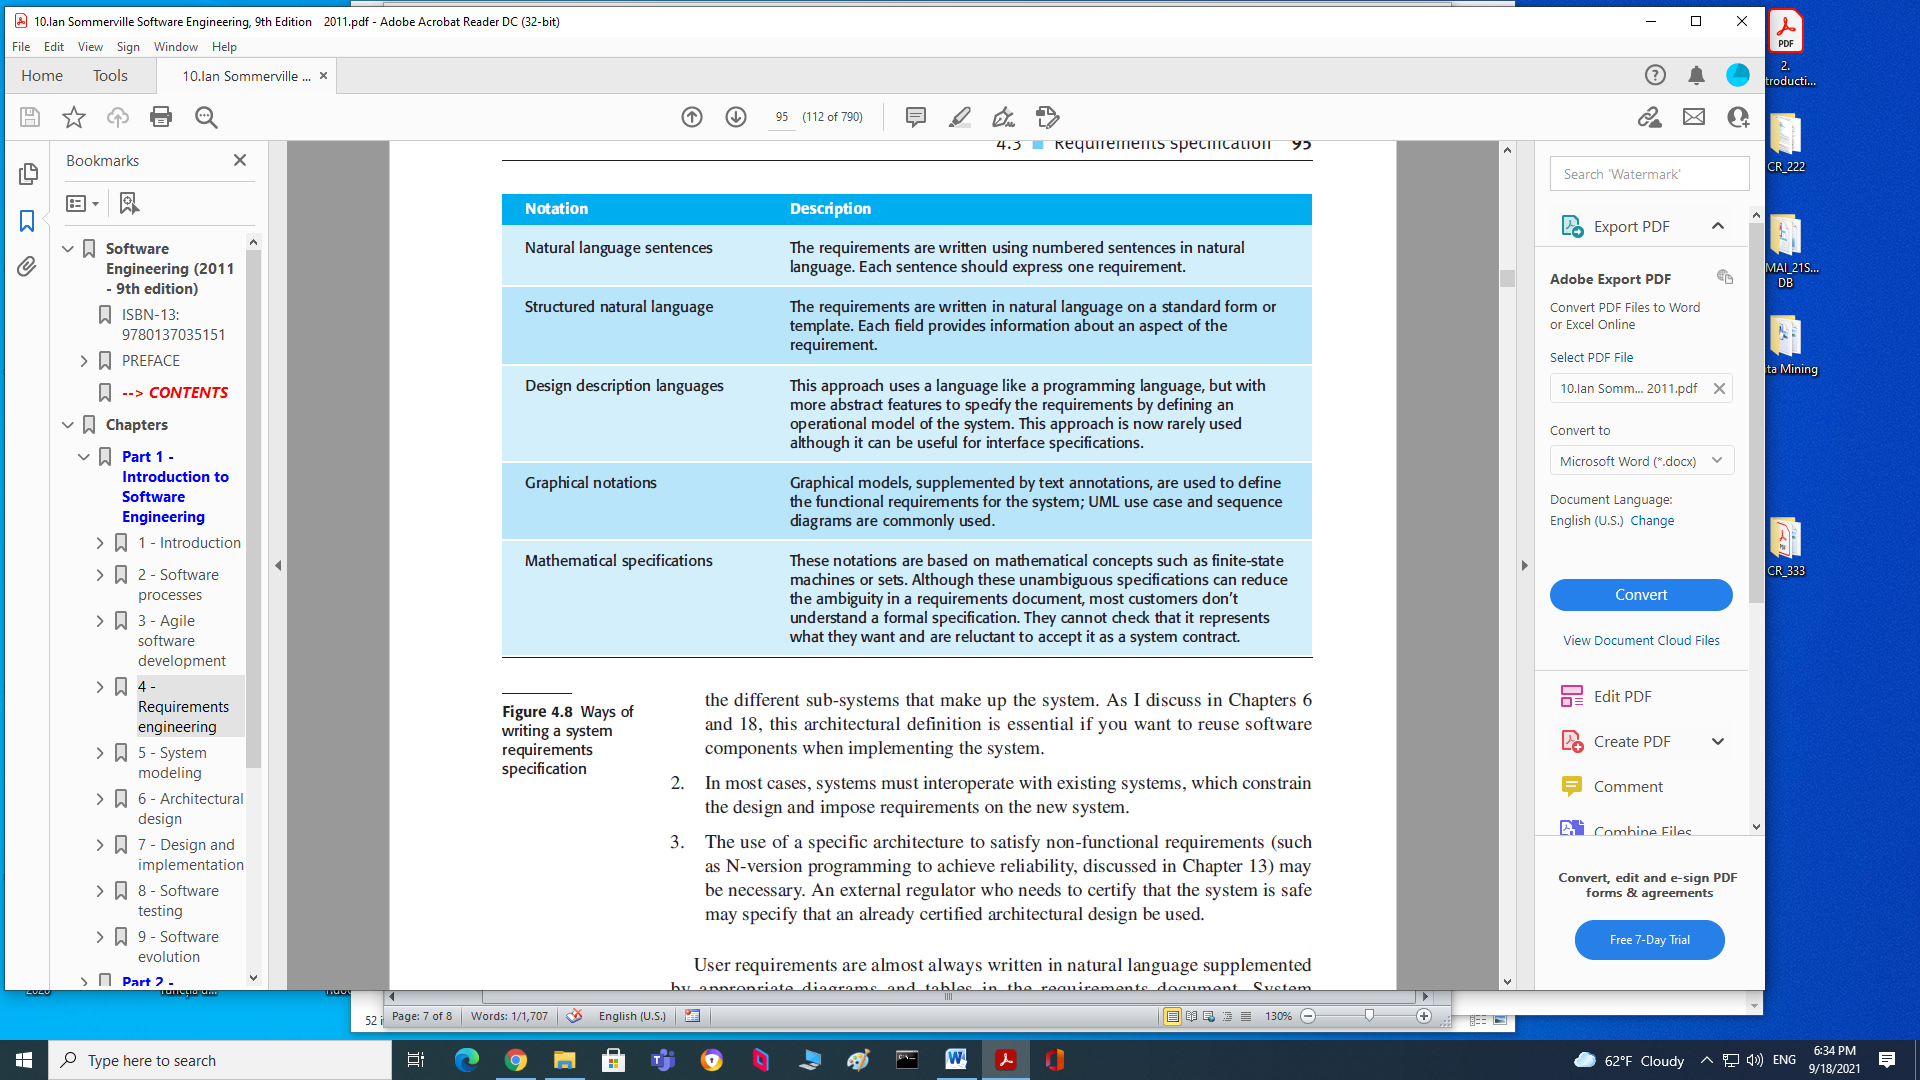 10.Ian Sommerville Software Engineering, 9th Edition 2011.pdf - Adobe Acrobat Reader DC (32-bit)
File Edit View Sign Window Help
Home Tools 10.Ian Sommerville ... ×
95 (112 of 790)
Bookmarks
Software
Engineering (2011
- 9th edition)
ISBN-13:
9780137035151
PREFACE
--> CONTENTS
Chapters
Part 1 -
Introduction to
Software
Engineering
1 - Introduction
2 - Software
processes
3 - Agile
software
development
4 -
Requirements
engineering
5 - System
modeling
6 - Architectural
design
7 - Design and
implementation
8 - Software
testing
9 - Software
evolution
Part 2 -
4.3 Requirements specification 95
Notation Description
Natural language sentences The requirements are written using numbered sentences in natural
language. Each sentence should express one requirement.
Structured natural language The requirements are written in natural language on a standard form or
template. Each field provides information about an aspect of the
requirement.
Design description languages This approach uses a language like a programming language, but with
more abstract features to specify the requirements by defining an
operational model of the system. This approach is now rarely used
although it can be useful for interface specifications.
Graphical notations Graphical models, supplemented by text annotations, are used to define
the functional requirements for the system; UML use case and sequence
diagrams are commonly used.
Mathematical specifications These notations are based on mathematical concepts such as finite-state
machines or sets. Although these unambiguous specifications can reduce
the ambiguity in a requirements document, most customers don't
understand a formal specification. They cannot check that it represents
what they want and are reluctant to accept it as a system contract.
Figure 4.8 Ways of
writing a system
requirements
specification
the different sub-systems that make up the system. As I discuss in Chapters 6
and 18, this architectural definition is essential if you want to reuse software
components when implementing the system.
2. In most cases, systems must interoperate with existing systems, which constrain
the design and impose requirements on the new system.
3. The use of a specific architecture to satisfy non-functional requirements (such
as N-version programming to achieve reliability, discussed in Chapter 13) may
be necessary. An external regulator who needs to certify that the system is safe
may specify that an already certified architectural design be used.
User requirements are almost always written in natural language supplemented
by appropriate diagrams and tables in the requirements document. System
Search 'Watermark'
Export PDF
Adobe Export PDF
Convert PDF Files to Word
or Excel Online
Select PDF File
10.Ian Somm... 2011.pdf
Convert to
Microsoft Word (*.docx)
Document Language:
English (U.S.) Change
Convert
View Document Cloud Files
Edit PDF
Create PDF
Comment
Combine Files
Convert, edit and e-sign PDF
forms & agreements
Free 7-Day Trial
PDF
2.
troducti...
CR_222
MAI_21S...
DB
ta Mining
CR_333
52 i
Page: 7 of 8 Words: 1/1,707 English (U.S.) 130%
Type here to search
62°F Cloudy ENG
6:34 PM
9/18/2021